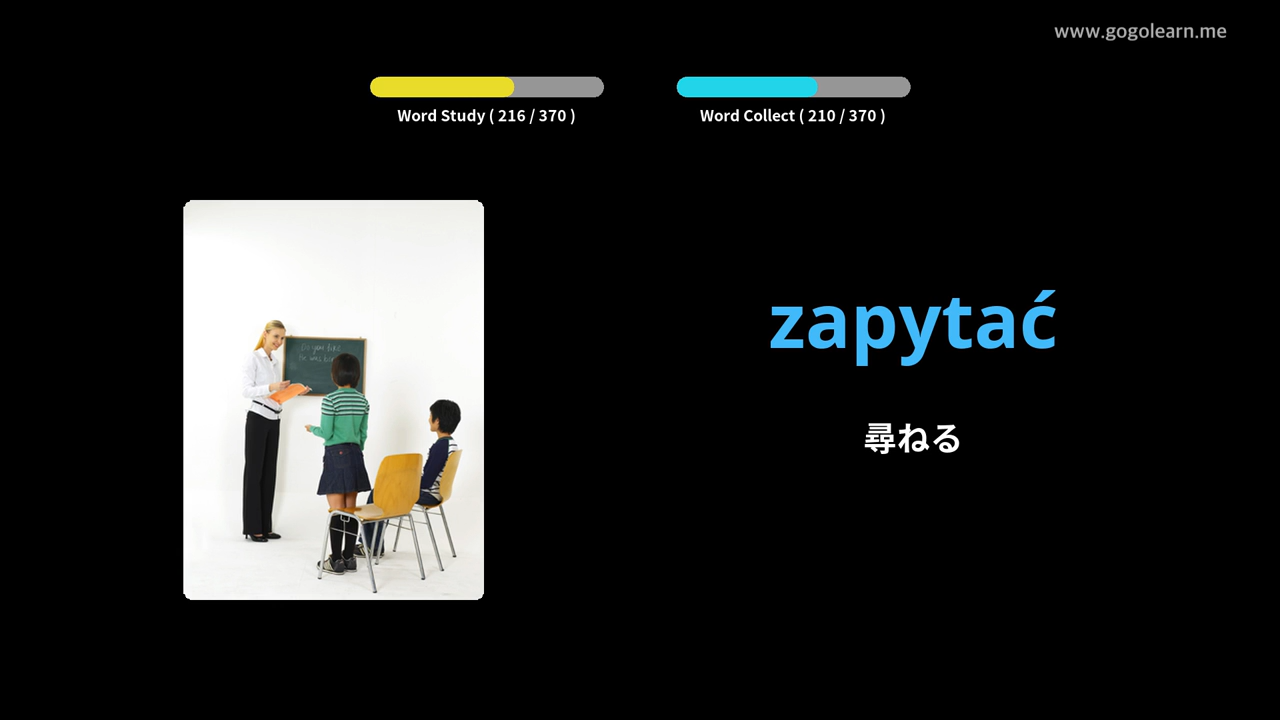 www.gogolearn.me
Word Study ( 216 / 370 )
Word Collect ( 210 / 370 )
zapytać
尋ねる